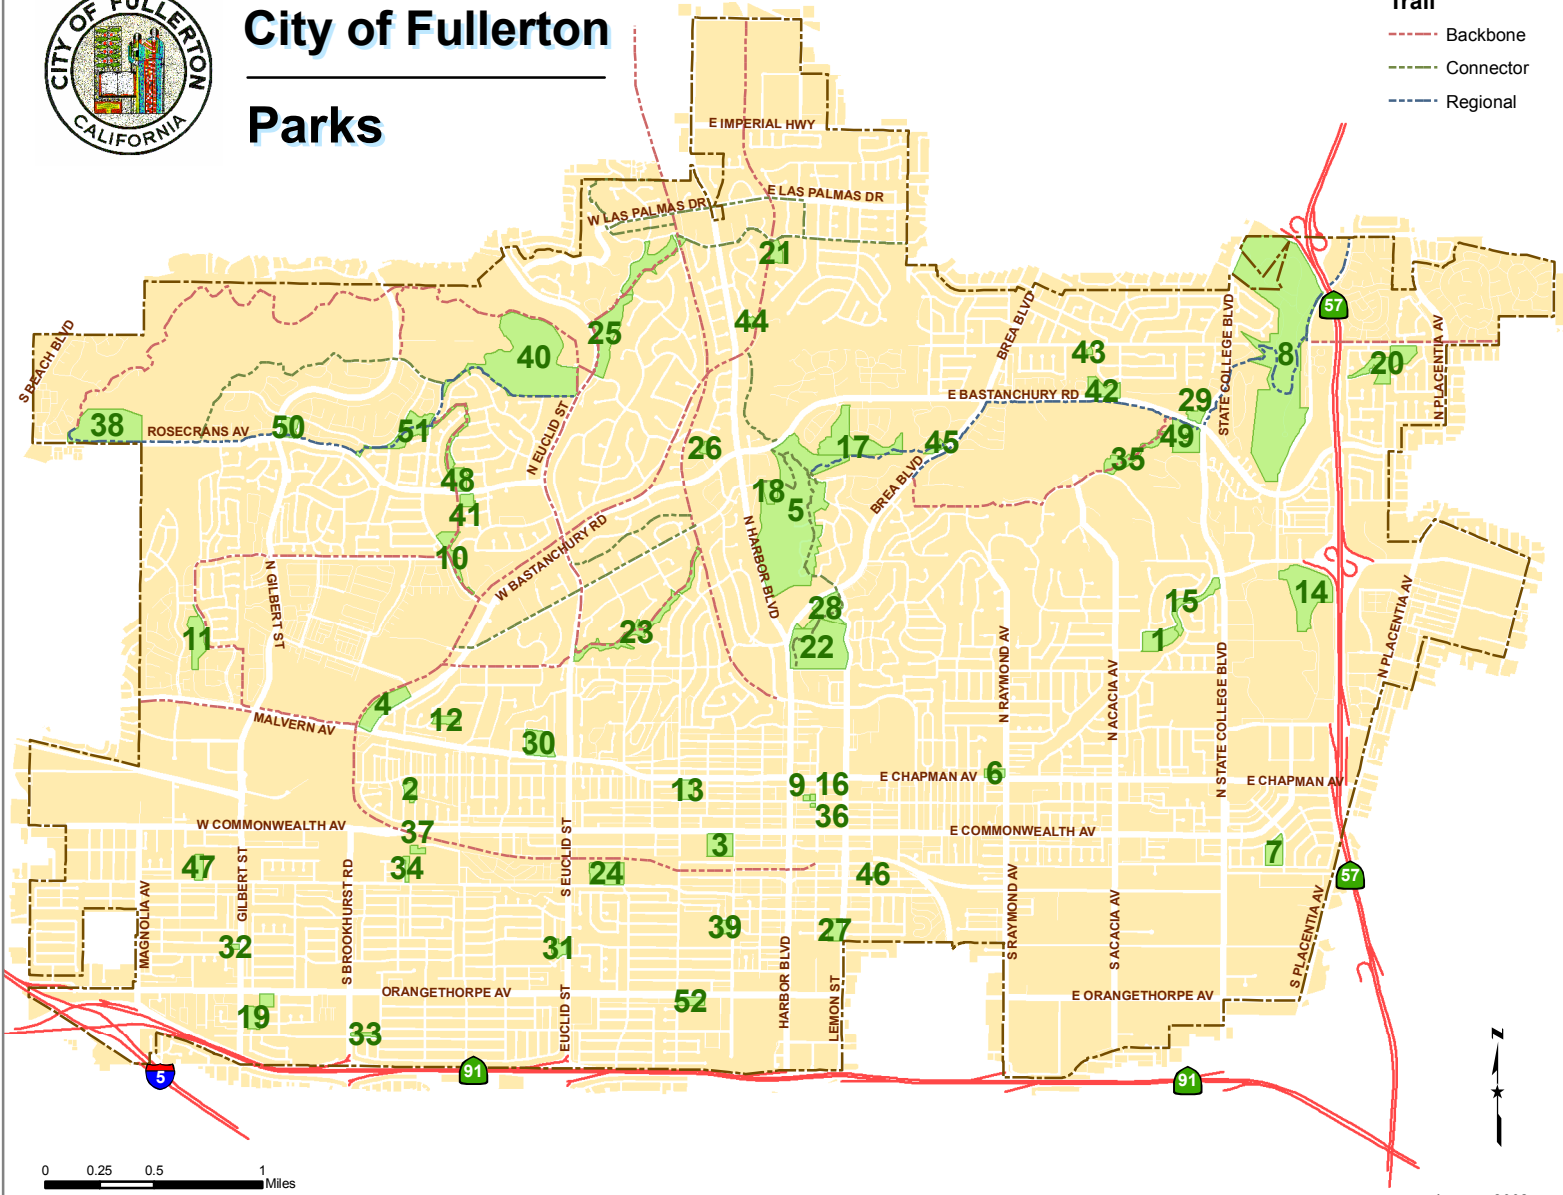 CITY OF FULLERTON
CALIFORNIA
City of Fullerton
Parks
Trail
Backbone
Connector
Regional
E IMPERIAL HWY
E LAS PALMAS DR
W LAS PALMAS DR
21
57
S BEACH BLVD
25
44
BREA BLVD
STATE COLLEGE BLVD
N PLACENTIA AV
40
43
8
20
E BASTANCHURY RD
42
29
38
ROSECRANS AV
50
51
N EUCLID ST
26
17
45
49
35
48
18
5
BREA BLVD
41
10
W BASTANCHURY RD
N HARBOR BLVD
N GILBERT ST
11
23
28
22
15
1
14
N PLACENTIA AV
N RAYMOND AV
N ACACIA AV
N STATE COLLEGE BLVD
4
12
MALVERN AV
30
2
13
9
16
E CHAPMAN AV
6
E CHAPMAN AV
36
W COMMONWEALTH AV
37
E COMMONWEALTH AV
3
7
47
34
24
46
57
GILBERT ST
S BROOKHURST RD
S EUCLID ST
MAGNOLIA AV
S RAYMOND AV
S ACACIA AV
S PLACENTIA AV
32
31
39
27
ORANGETHORPE AV
52
HARBOR BLVD
LEMON ST
E ORANGETHORPE AV
19
33
EUCLID ST
5
91
91
N
0 0.25 0.5 1
Miles